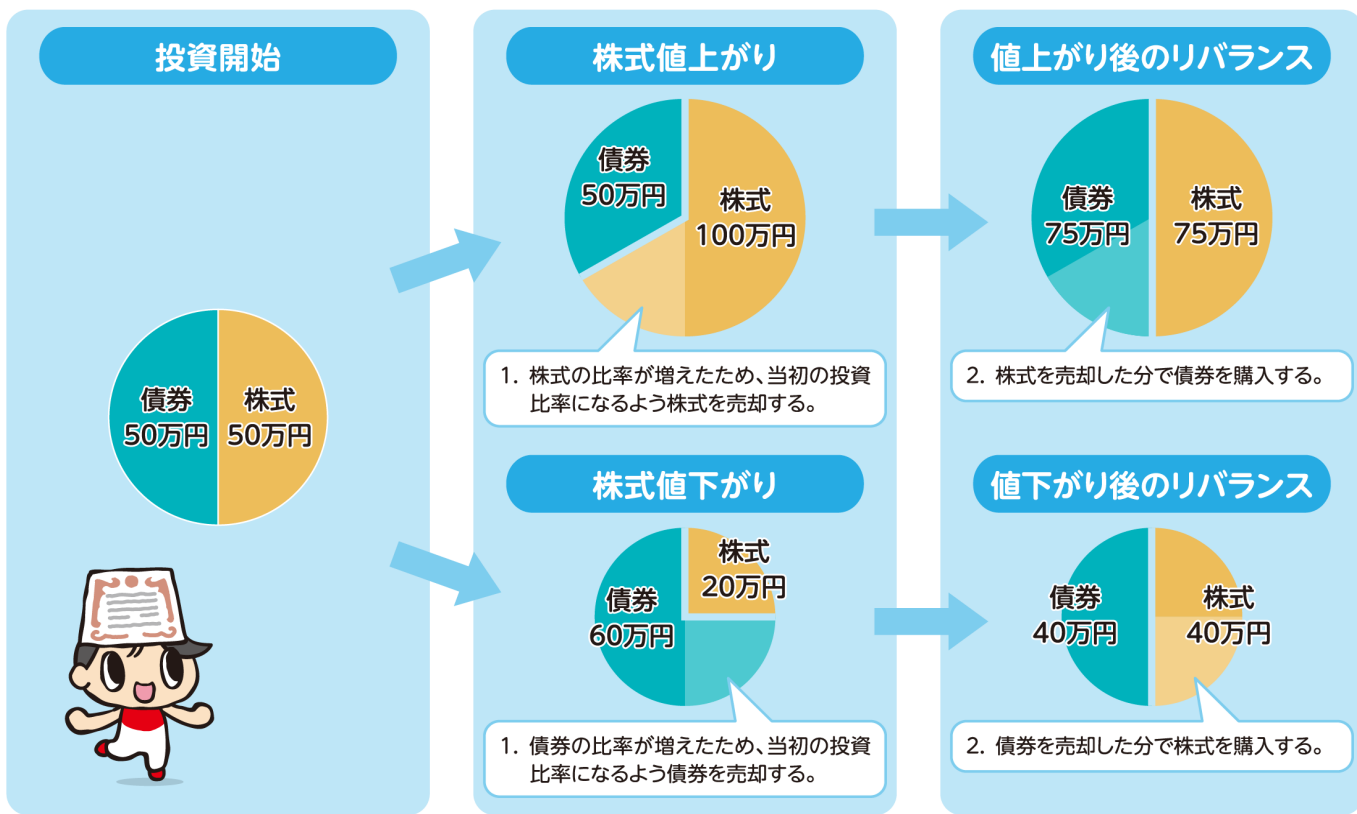 投資開始
債券
50万円
株式
50万円
株式値上がり
債券
50万円
株式
100万円
1. 株式の比率が増えたため、当初の投資
比率になるよう株式を売却する。
値上がり後のリバランス
債券
75万円
株式
75万円
2. 株式を売却した分で債券を購入する。
株式値下がり
株式
20万円
債券
60万円
1. 債券の比率が増えたため、当初の投資
比率になるよう債券を売却する。
値下がり後のリバランス
債券
40万円
株式
40万円
2. 債券を売却した分で株式を購入する。